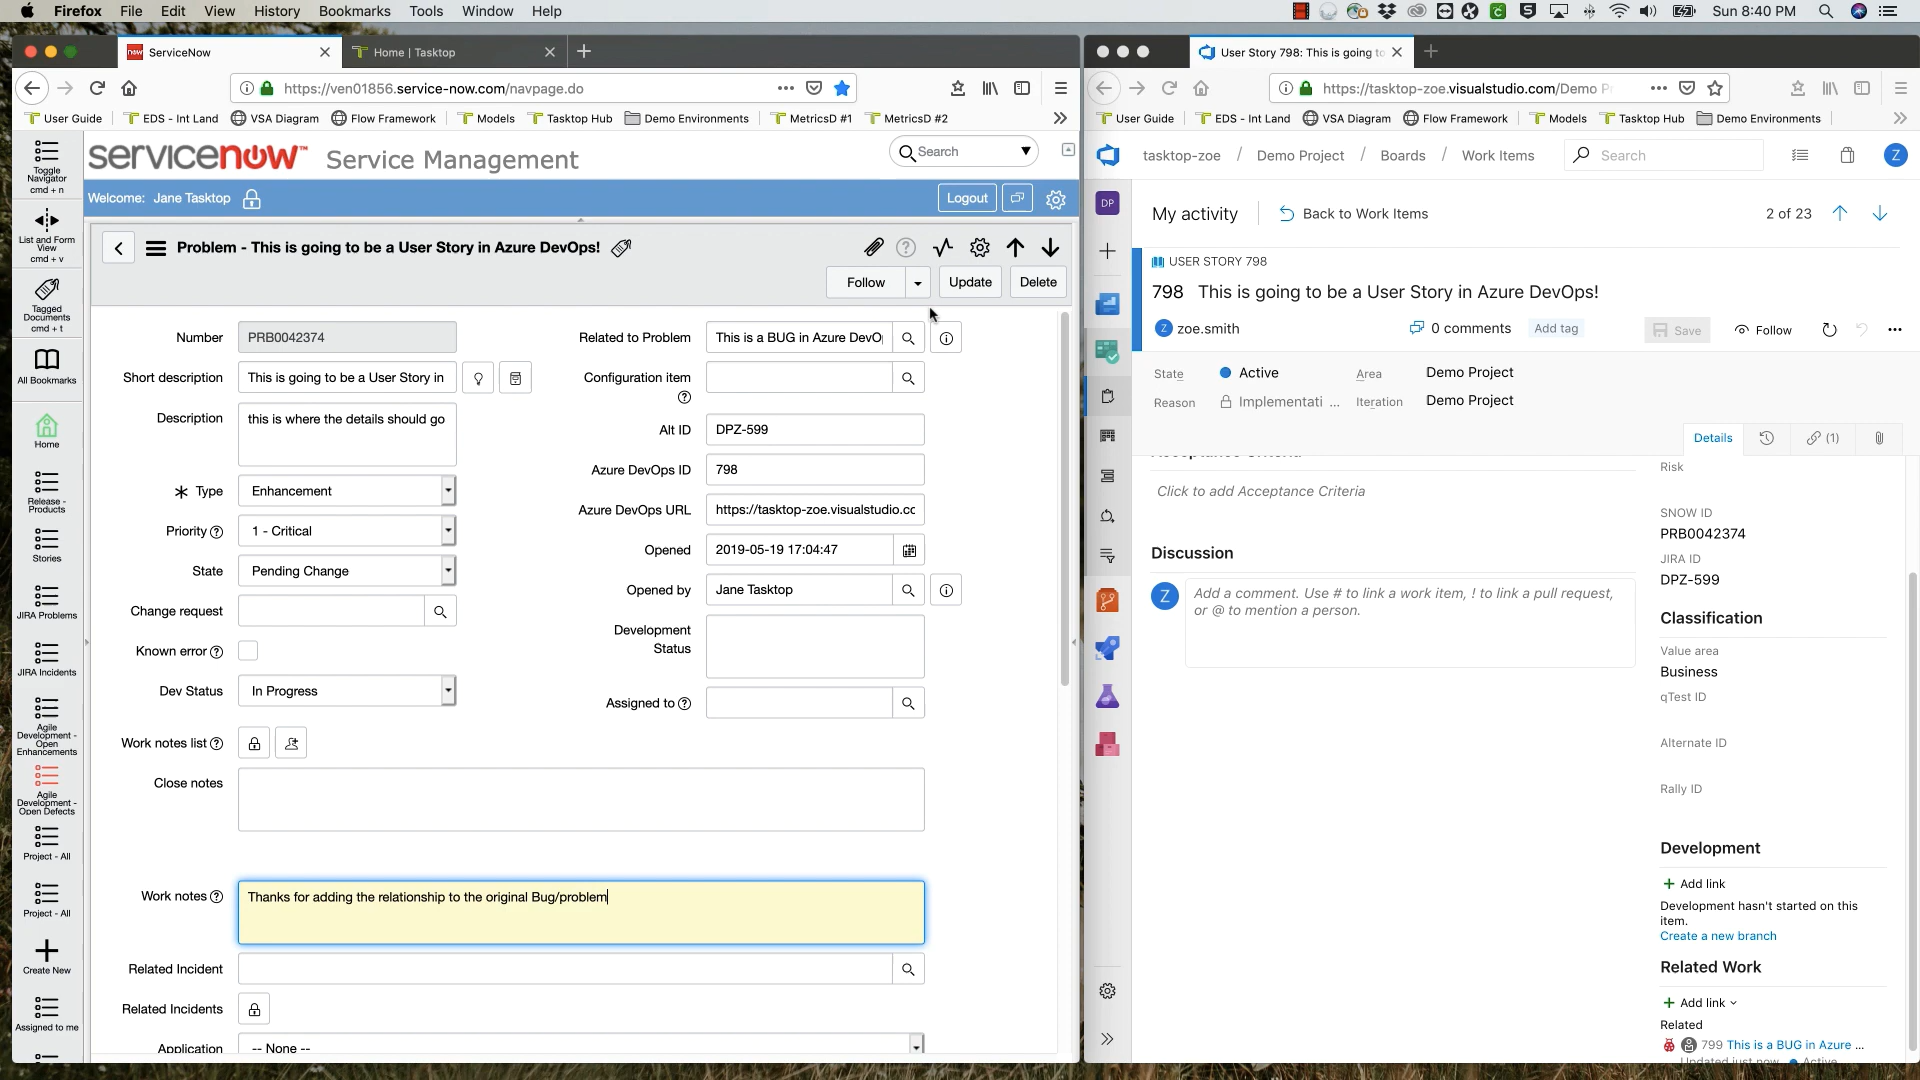 Firefox File Edit View History Bookmarks Tools Window Help
Sun 8:40 PM
ServiceNow
Home | Tasktop
https://ven01856.service-now.com/navpage.do
User Guide
EDS - Int Land
VSA Diagram
Flow Framework
Models
Tasktop Hub
Demo Environments
MetricsD #1
MetricsD #2
Toggle
Navigator
cmd + n
List and Form
View
cmd + v
Tagged
Documents
cmd + t
All Bookmarks
Home
Release -
Products
Stories
JIRA Problems
JIRA Incidents
Agile
Development -
Open
Enhancements
Agile
Development -
Open Defects
Project - All
Project - All
Create New
Assigned to me
servicenow Service Management
Search
Welcome: Jane Tasktop
Logout
Problem - This is going to be a User Story in Azure DevOps!
Follow
Update
Delete
Number PRB0042374
Short description This is going to be a User Story in
Description this is where the details should go
Type Enhancement
Priority 1 - Critical
State Pending Change
Change request
Known error
Dev Status In Progress
Related to Problem This is a BUG in Azure DevO
Configuration item
Alt ID DPZ-599
Azure DevOps ID 798
Azure DevOps URL https://tasktop-zoe.visualstudio.cc
Opened 2019-05-19 17:04:47
Opened by Jane Tasktop
Development
Status
Assigned to
Work notes list
Close notes
Work notes Thanks for adding the relationship to the original Bug/problem
Related Incident
Related Incidents
Application -- None --
User Story 798: This is going to
https://tasktop-zoe.visualstudio.com/Demo P
User Guide
EDS - Int Land
VSA Diagram
Flow Framework
Models
Tasktop Hub
Demo Environments
tasktop-zoe / Demo Project / Boards / Work Items
Search
Z
DP
My activity
Back to Work Items
2 of 23
USER STORY 798
798 This is going to be a User Story in Azure DevOps!
Z zoe.smith
0 comments
Add tag
Save
Follow
State Active
Area Demo Project
Reason Implementati ...
Iteration Demo Project
Details
(1)
Acceptance Criteria
Click to add Acceptance Criteria
Discussion
Z
Add a comment. Use # to link a work item, ! to link a pull request,
or @ to mention a person.
Risk
SNOW ID
PRB0042374
JIRA ID
DPZ-599
Classification
Value area
Business
qTest ID
Alternate ID
Rally ID
Development
Add link
Development hasn't started on this
item.
Create a new branch
Related Work
Add link
Related
799 This is a BUG in Azure ...
Updated just now Active